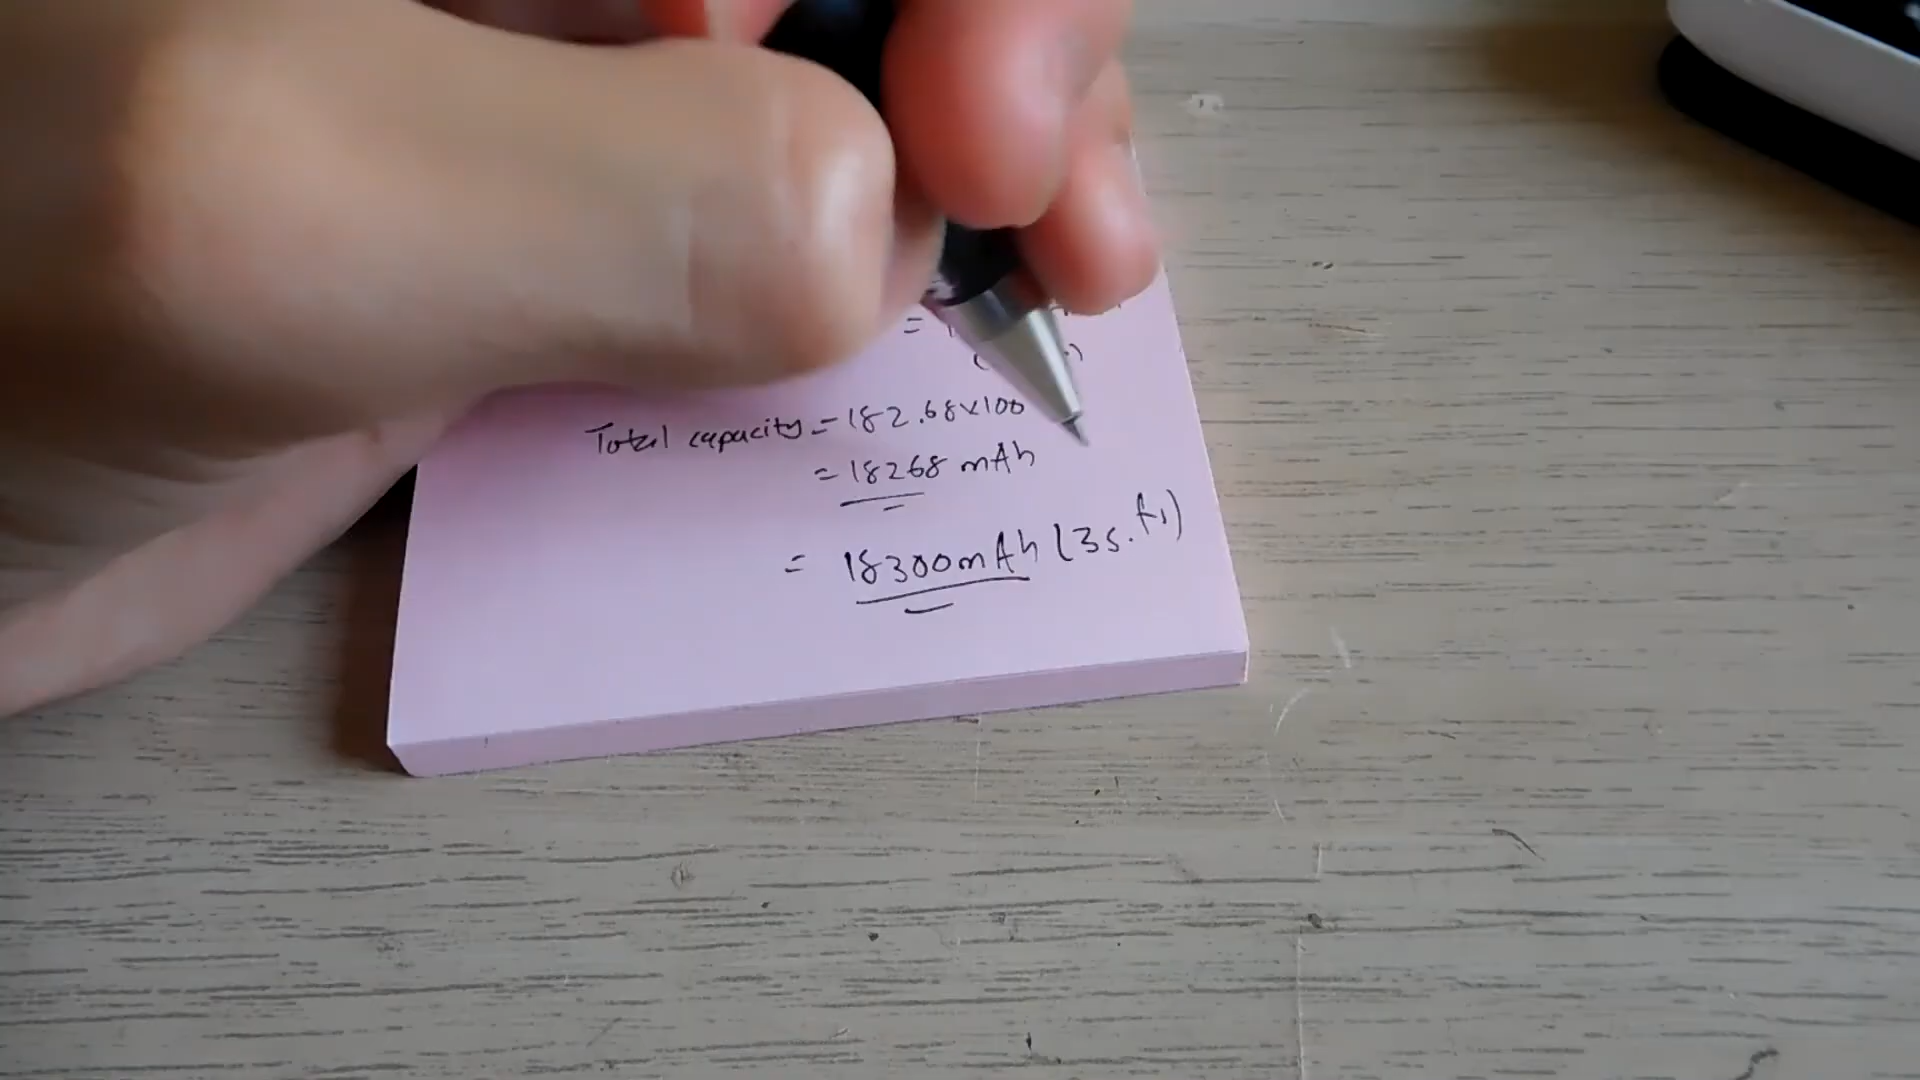 =
Total capacity = 182.68x100
= 18268 mAh
= 18300mAh (3s.f.)